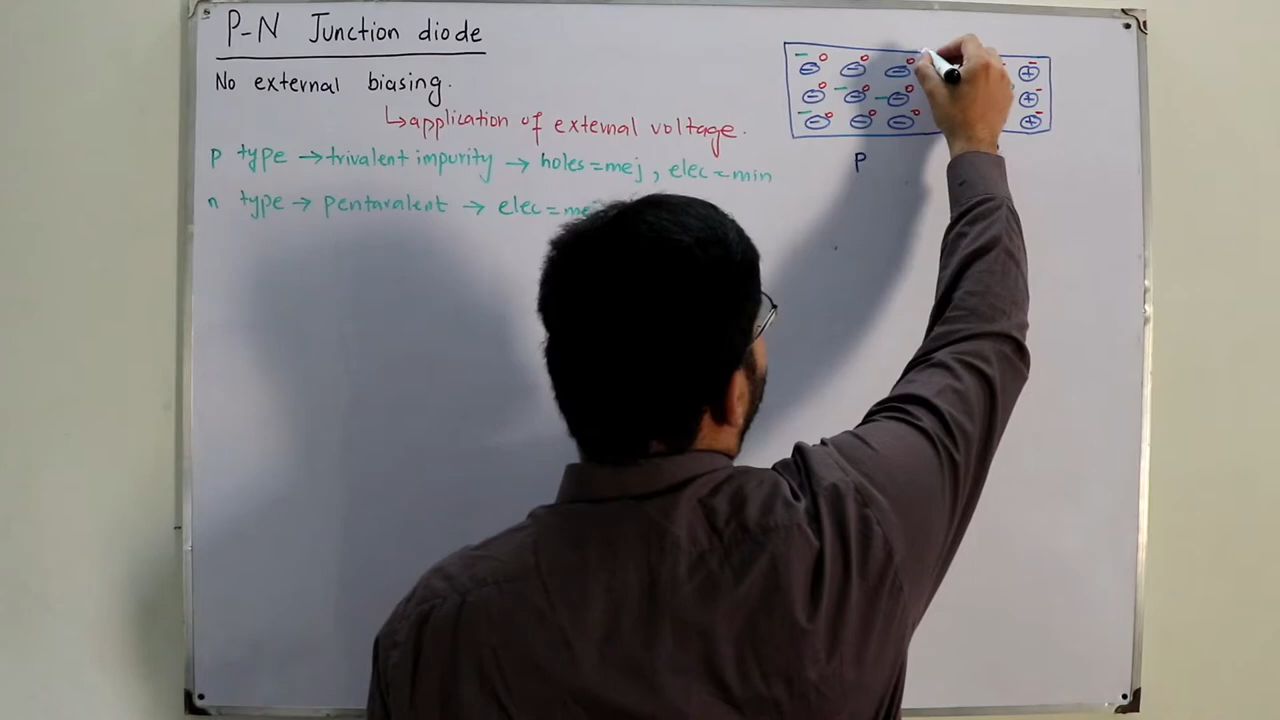 P-N Junction diode
No external biasing.
↳application of external voltage.
P type → trivalent impurity → holes = mej, elec = min
n type → pentavalent → elec = me
P